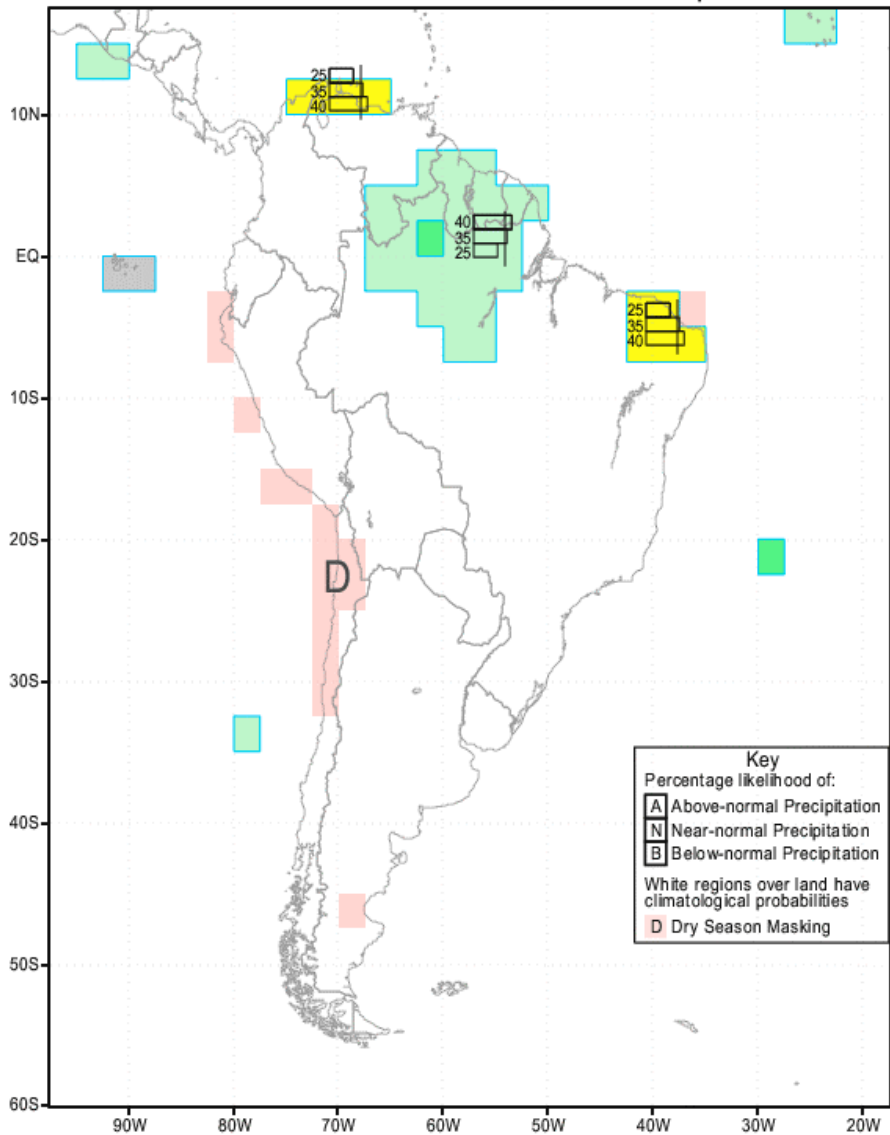 25
35
40
10N
40
35
25
EQ
25
35
40
10S
20S
D
30S
Key
Percentage likelihood of:
A Above-normal Precipitation
40S
N Near-normal Precipitation
B Below-normal Precipitation
White regions over land have
climatological probabilities
D Dry Season Masking
50S
60S
90W 80W 70W 60W 50W 40W 30W 20W